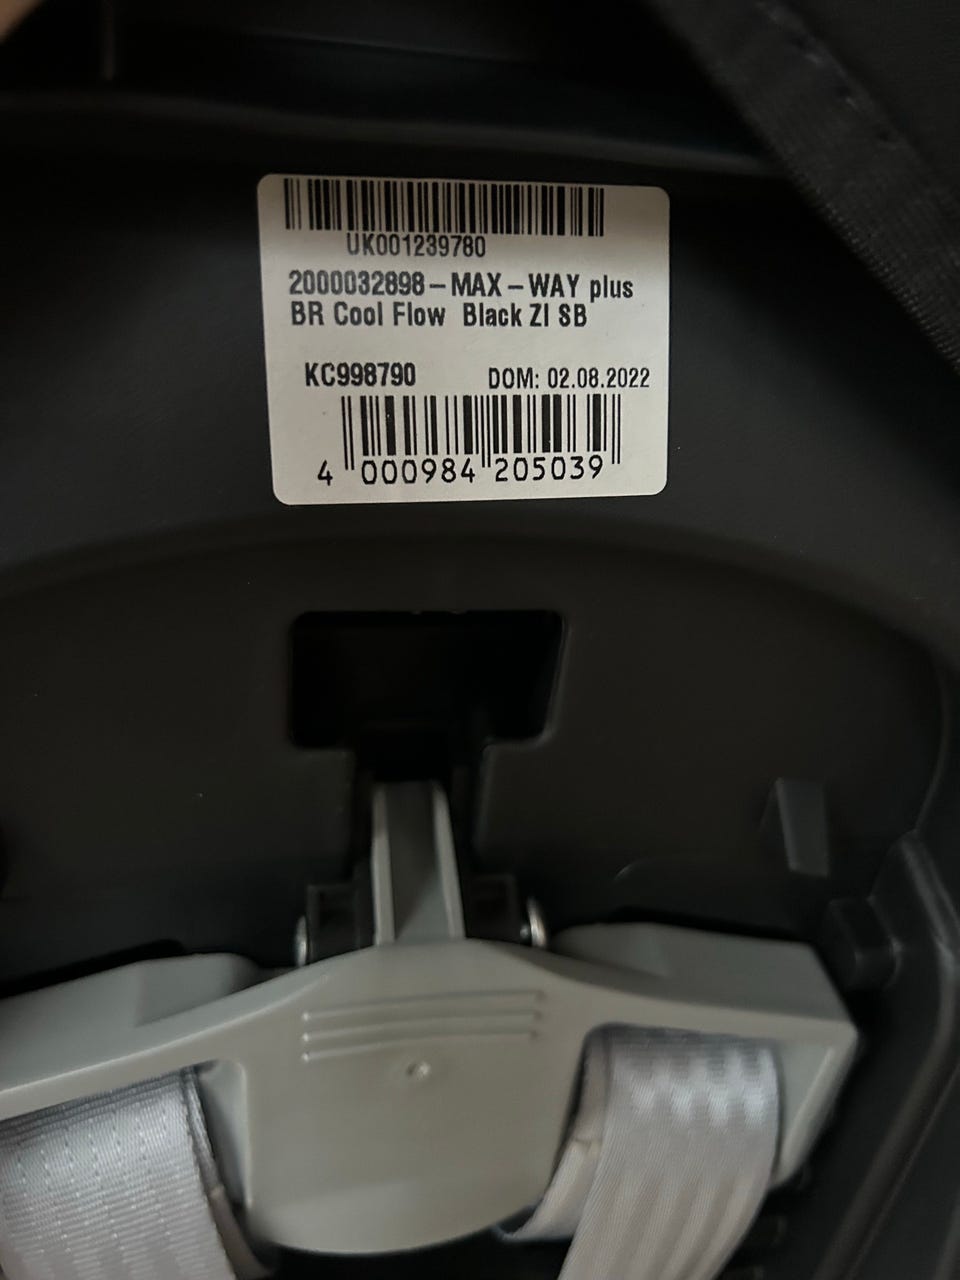 UK001239780
2000032898-MAX-WAY plus
BR Cool Flow Black ZI SB
KC998790 DOM: 02.08.2022
4 000984 205039